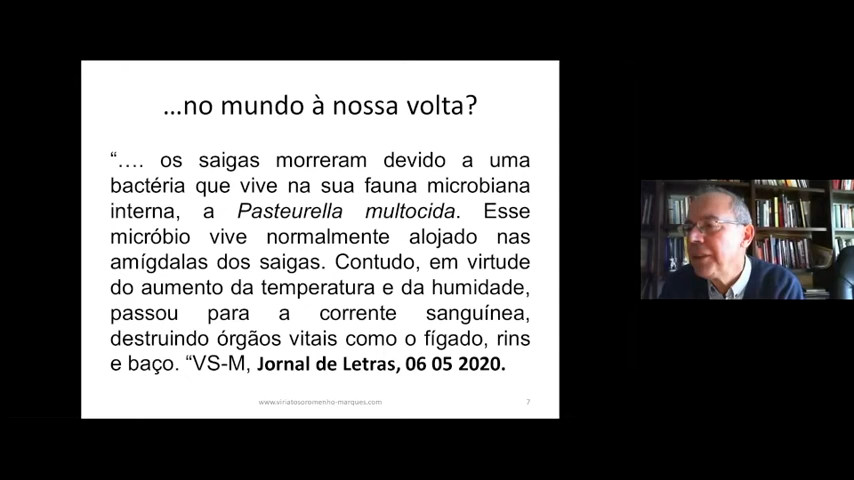 ...no mundo à nossa volta?
“.... os saigas morreram devido a uma
bactéria que vive na sua fauna microbiana
interna, a Pasteurella multocida. Esse
micróbio vive normalmente alojado nas
amígdalas dos saigas. Contudo, em virtude
do aumento da temperatura e da humidade,
passou para a corrente sanguínea,
destruindo órgãos vitais como o fígado, rins
e baço. “VS-M, Jornal de Letras, 06 05 2020.
www.viriatosoromenho-marques.com
7